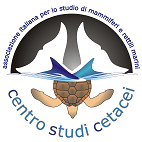 associazione italiana per lo studio di mammiferi e rettili marini
centro studi cetacei